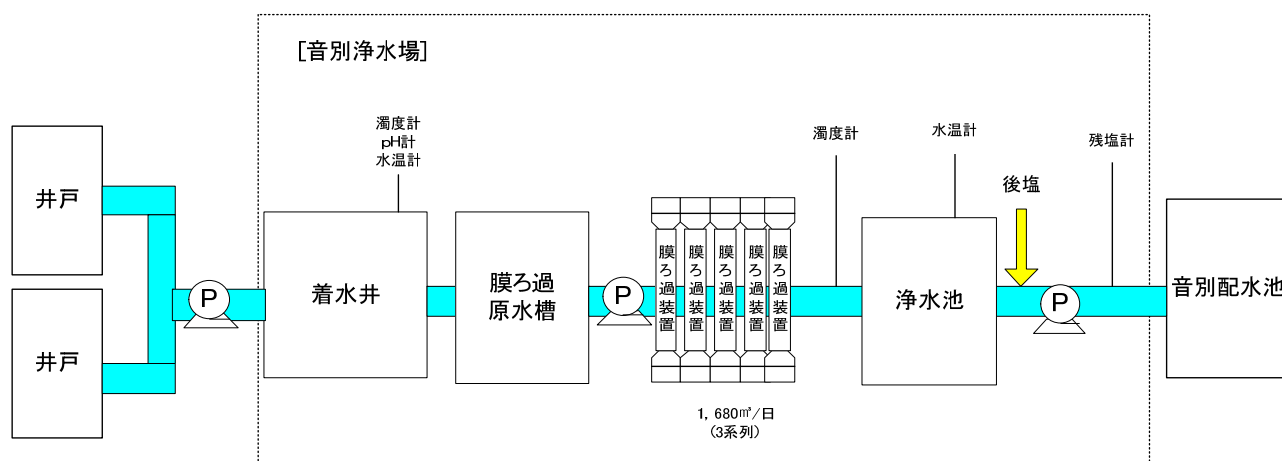 [音別浄水場]
井戸
井戸
P
着水井
濁度計
pH計
水温計
膜ろ過
原水槽
P
膜ろ過装置
膜ろ過装置
膜ろ過装置
膜ろ過装置
膜ろ過装置
1,680㎥/日
(3系列)
濁度計
浄水池
水温計
後塩
P
残塩計
音別配水池